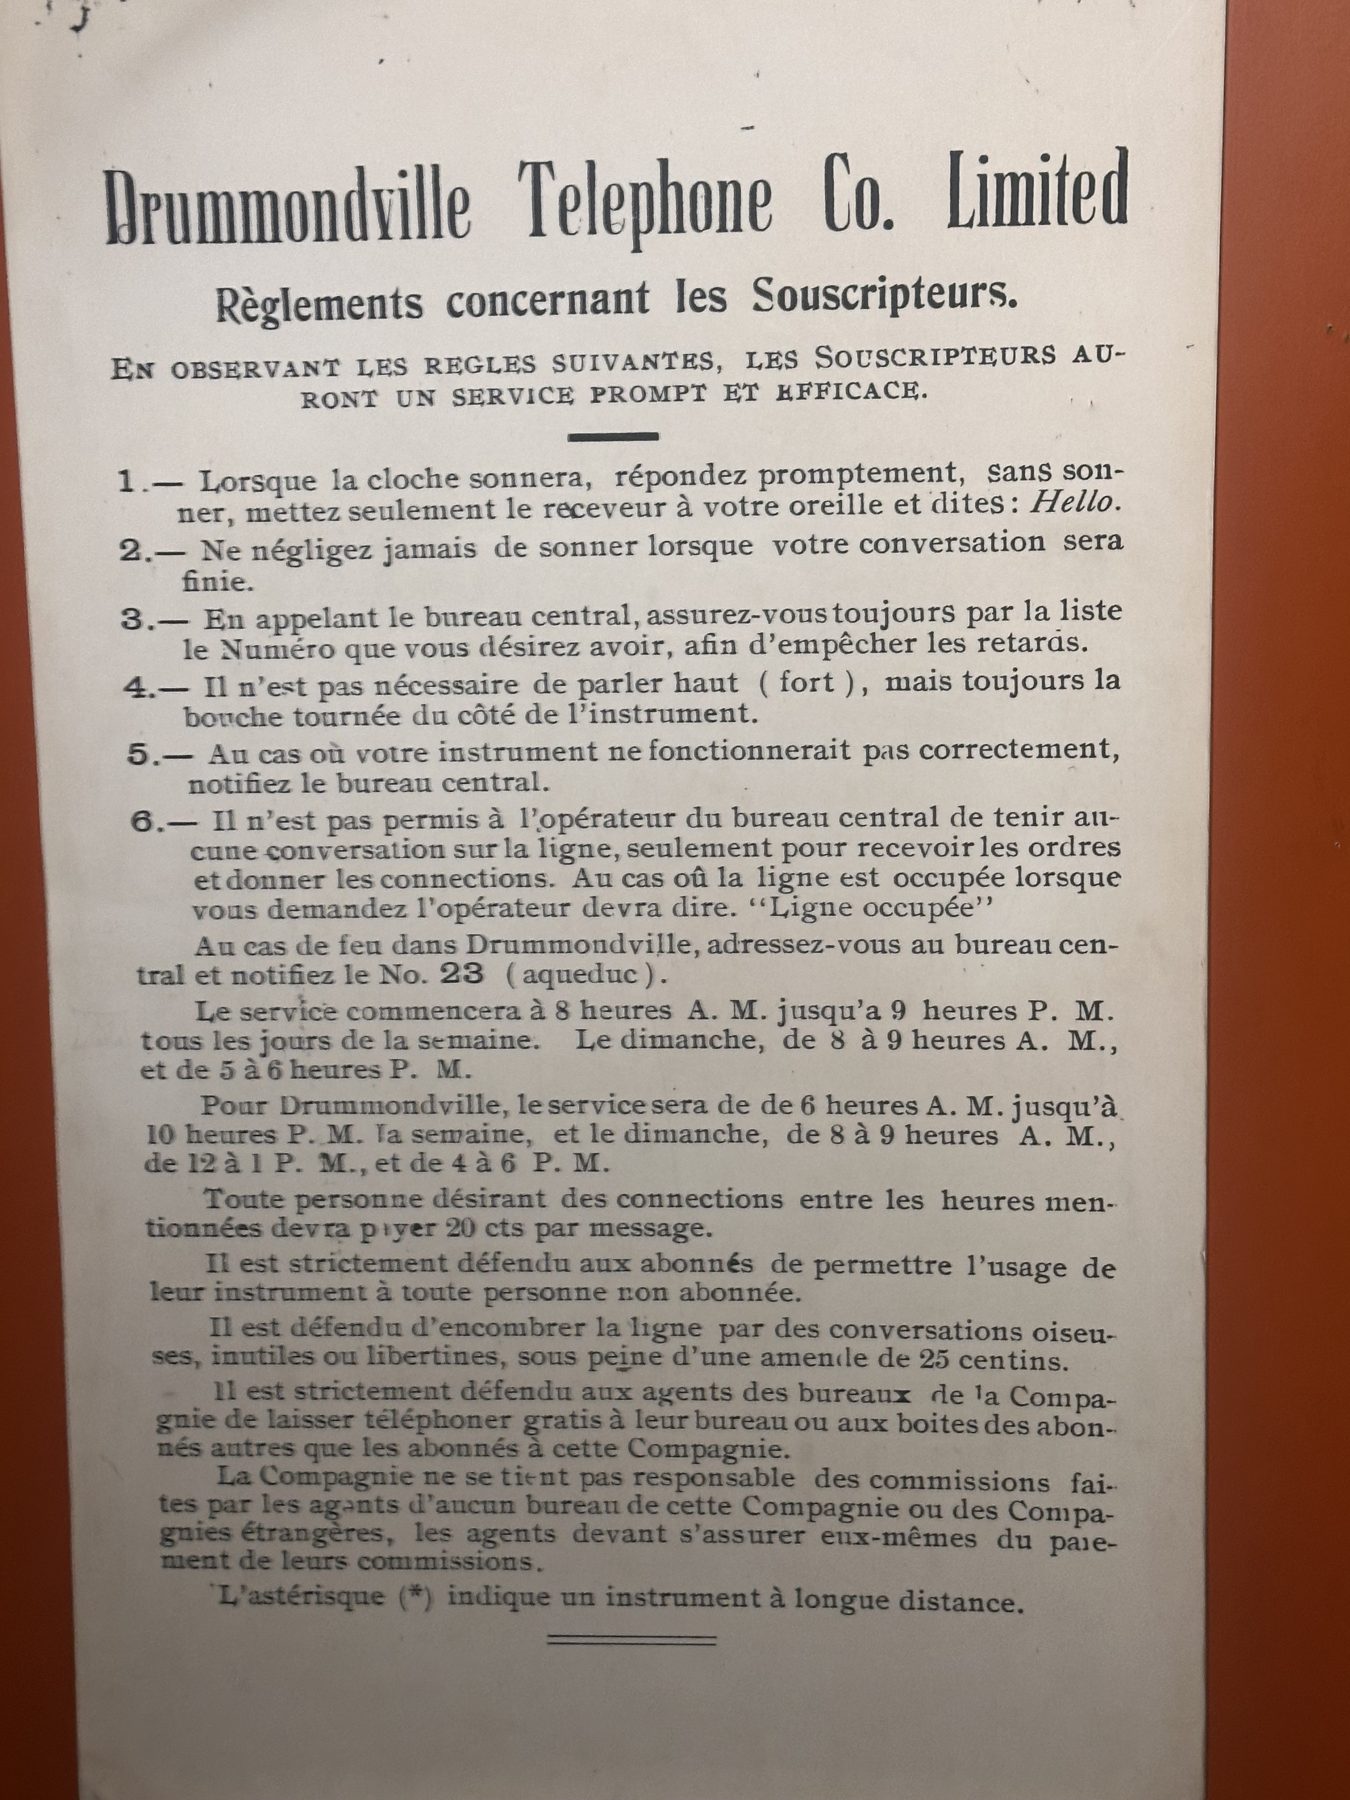 Drummondville Telephone Co. Limited
Règlements concernant les Souscripteurs.
EN OBSERVANT LES REGLES SUIVANTES, LES SOUSCRIPTEURS AU-
RONT UN SERVICE PROMPT ET EFFICACE.
1.— Lorsque la cloche sonnera, répondez promptement, sans son-
ner, mettez seulement le receveur à votre oreille et dites : Hello.
2.— Ne négligez jamais de sonner lorsque votre conversation sera
finie.
3.— En appelant le bureau central, assurez-vous toujours par la liste
le Numéro que vous désirez avoir, afin d'empêcher les retards.
4.— Il n'est pas nécessaire de parler haut ( fort ), mais toujours la
bouche tournée du côté de l'instrument.
5.— Au cas où votre instrument ne fonctionnerait pas correctement,
notifiez le bureau central.
6.— Il n'est pas permis à l'opérateur du bureau central de tenir au-
cune conversation sur la ligne, seulement pour recevoir les ordres
et donner les connections. Au cas oû la ligne est occupée lorsque
vous demandez l'opérateur devra dire. "Ligne occupée"
Au cas de feu dans Drummondville, adressez-vous au bureau cen-
tral et notifiez le No. 23 ( aqueduc ).
Le service commencera à 8 heures A. M. jusqu'a 9 heures P. M.
tous les jours de la semaine. Le dimanche, de 8 à 9 heures A. M.,
et de 5 à 6 heures P. M.
Pour Drummondville, le service sera de de 6 heures A. M. jusqu'à
10 heures P. M. la semaine, et le dimanche, de 8 à 9 heures A. M.,
de 12 à 1 P. M., et de 4 à 6 P. M.
Toute personne désirant des connections entre les heures men-
tionnées devra payer 20 cts par message.
Il est strictement défendu aux abonnés de permettre l'usage de
leur instrument à toute personne non abonnée.
Il est défendu d'encombrer la ligne par des conversations oiseu-
ses, inutiles ou libertines, sous peine d'une amende de 25 centins.
Il est strictement défendu aux agents des bureaux de la Compa-
gnie de laisser téléphoner gratis à leur bureau ou aux boites des abon-
nés autres que les abonnés à cette Compagnie.
La Compagnie ne se tient pas responsable des commissions fai-
tes par les agents d'aucun bureau de cette Compagnie ou des Compa-
gnies étrangères, les agents devant s'assurer eux-mêmes du paie-
ment de leurs commissions.
L'astérisque (*) indique un instrument à longue distance.